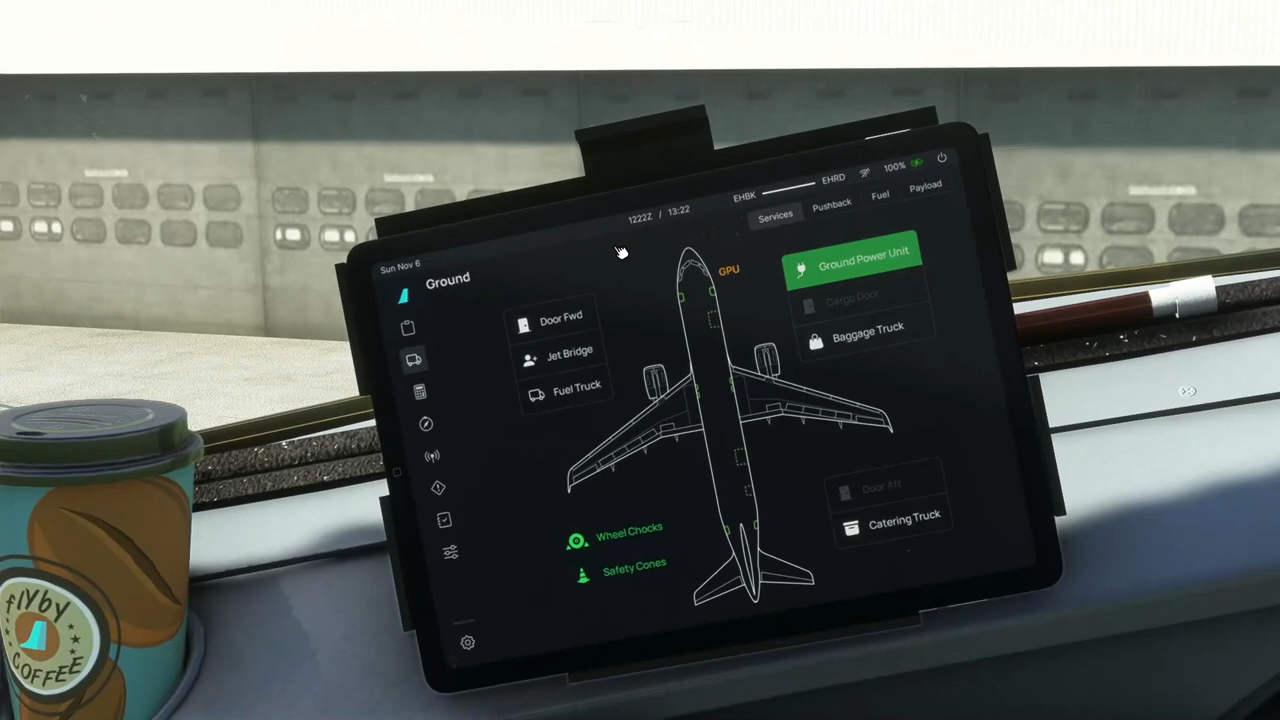 Sun Nov 6
1222Z / 13:22
EHBK
EHRD
100%
Ground
Services
Pushback
Fuel
Payload
GPU
Ground Power Unit
Cargo Door
Baggage Truck
Door Fwd
Jet Bridge
Fuel Truck
Door Aft
Catering Truck
Wheel Chocks
Safety Cones
flyby
COFFEE